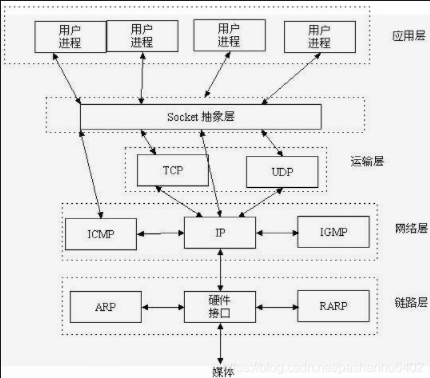 用户 用户 用户 用户
进程 进程 进程 进程
应用层
Socket 抽象层
运输层
TCP
UDP
ICMP
IP
IGMP
网络层
ARP
硬件
接口
RARP
链路层
媒体
https://blog.csdn.net/pashanhu6402